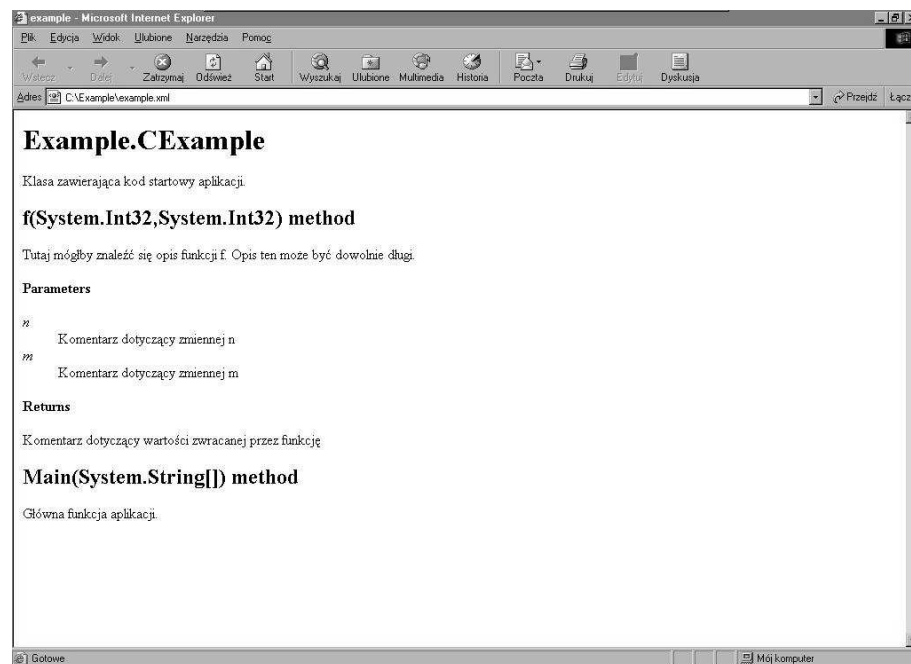 example - Microsoft Internet Explorer
Plik Edycja Widok Ulubione Narzędzia Pomoc
Wstecz Dalej Zatrzymaj Odśwież Start Wyszukaj Ulubione Multimedia Historia Poczta Drukuj Edytuj Dyskusja
Adres C:\Example\example.xml Przejdź Łącz
Example.CExample
Klasa zawierająca kod startowy aplikacji.
f(System.Int32,System.Int32) method
Tutaj mógłby znaleźć się opis funkcji f. Opis ten może być dowolnie długi.
Parameters
n
Komentarz dotyczący zmiennej n
m
Komentarz dotyczący zmiennej m
Returns
Komentarz dotyczący wartości zwracanej przez funkcję
Main(System.String[]) method
Główna funkcja aplikacji.
Gotowe Mój komputer